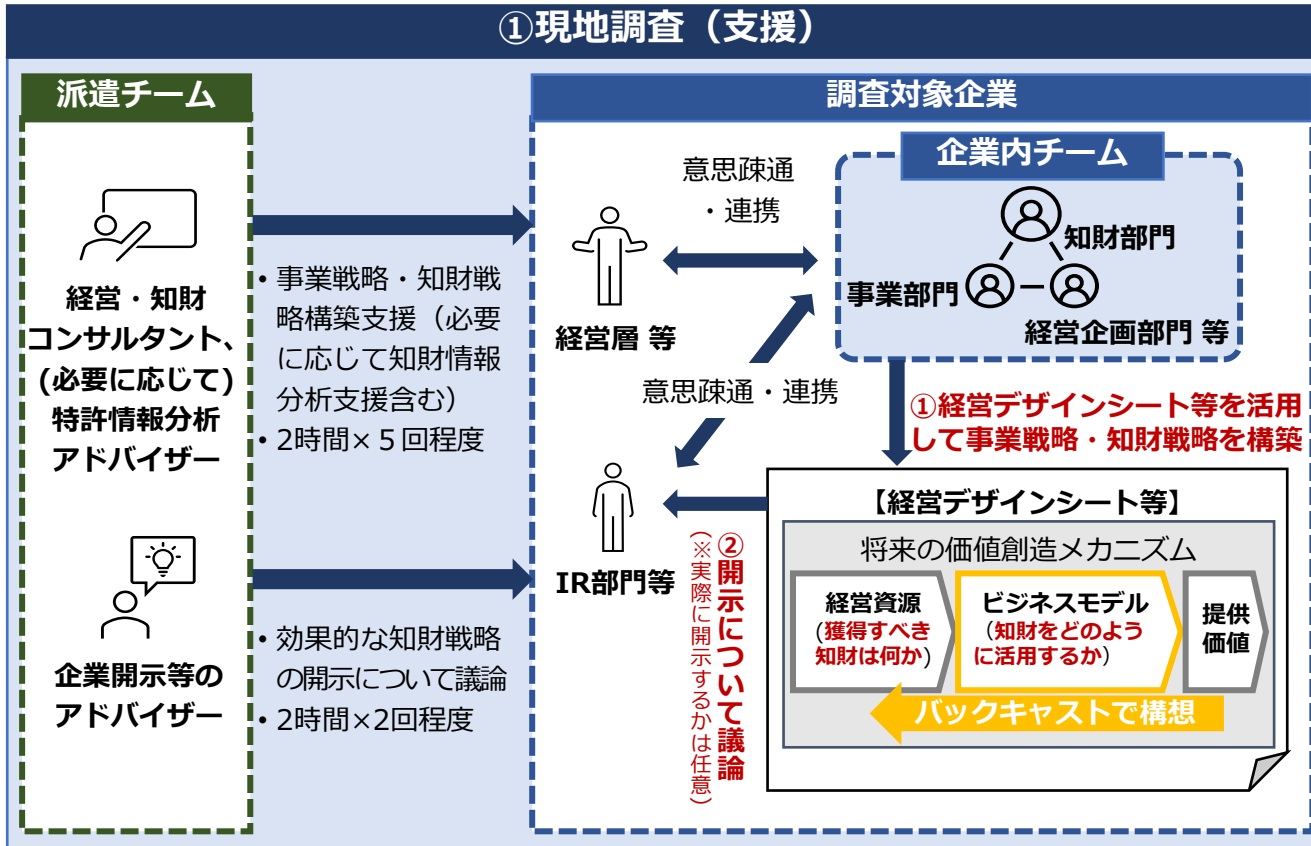 ①現地調査（支援）
派遣チーム
経営・知財
コンサルタント、
(必要に応じて)
特許情報分析
アドバイザー
企業開示等の
アドバイザー
• 事業戦略・知財戦
略構築支援（必要
に応じて知財情報
分析支援含む）
• 2時間×５回程度
• 効果的な知財戦略
の開示について議論
• 2時間×2回程度
調査対象企業
意思疎通
・連携
経営層 等
企業内チーム
知財部門
事業部門
経営企画部門 等
意思疎通・連携
IR部門等
①経営デザインシート等を活用
して事業戦略・知財戦略を構築
②開示について議論
(※実際に開示するかは任意)
【経営デザインシート等】
将来の価値創造メカニズム
経営資源
(獲得すべき
知財は何か)
ビジネスモデル
（知財をどのよう
に活用するか）
提供
価値
バックキャストで構想